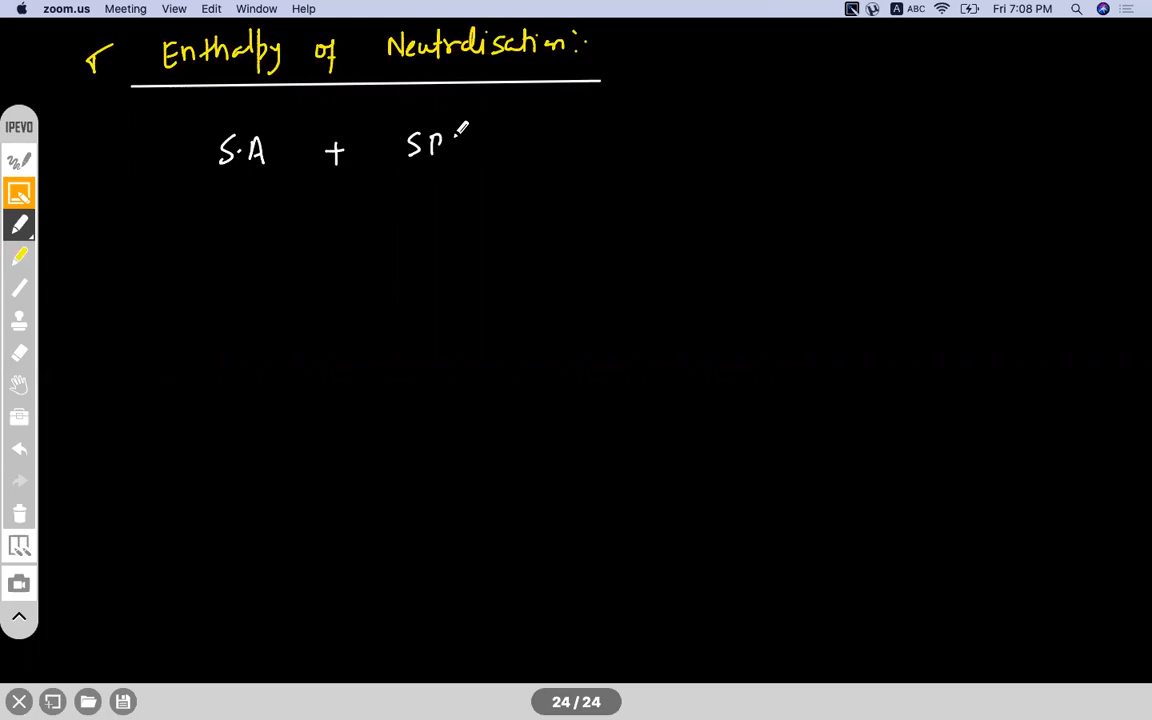 zoom.us Meeting View Edit Window Help A ABC Fri 7:08 PM
Enthalpy of Neutralisation:
IPEVO
S.A + S
24 / 24